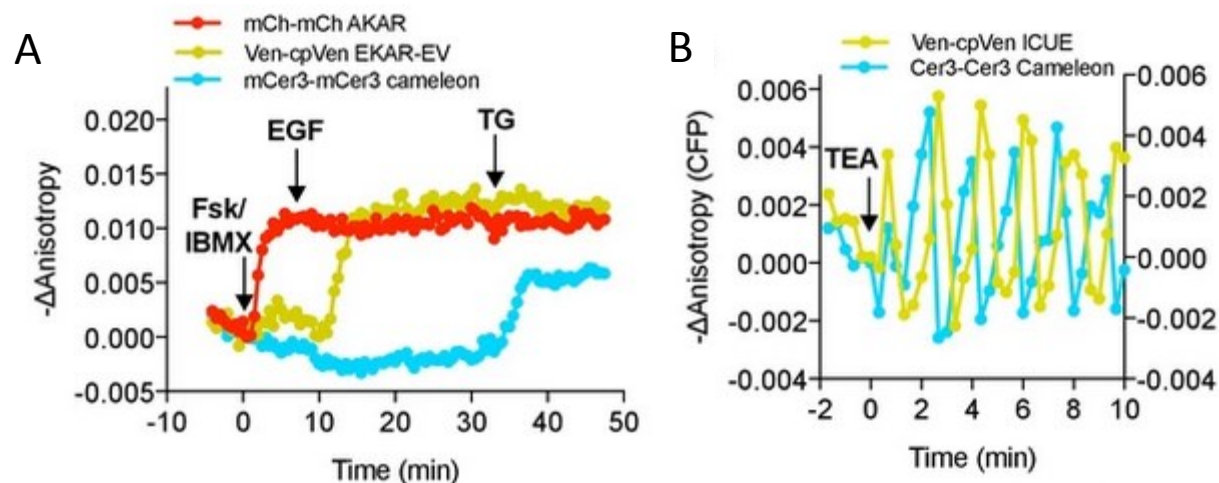 A
mCh-mCh AKAR
Ven-cpVen EKAR-EV
mCer3-mCer3 cameleon
0.020
0.015
0.010
0.005
0.000
-0.005
-ΔAnisotropy
Fsk/
IBMX
EGF
TG
-10 0 10 20 30 40 50
Time (min)
B
Ven-cpVen ICUE
Cer3-Cer3 Cameleon
0.006
0.004
0.002
0.000
-0.002
-0.004
-ΔAnisotropy (CFP)
TEA
0.006
0.004
0.002
0.000
-0.002
-0.004
-2 0 2 4 6 8 10
Time (min)